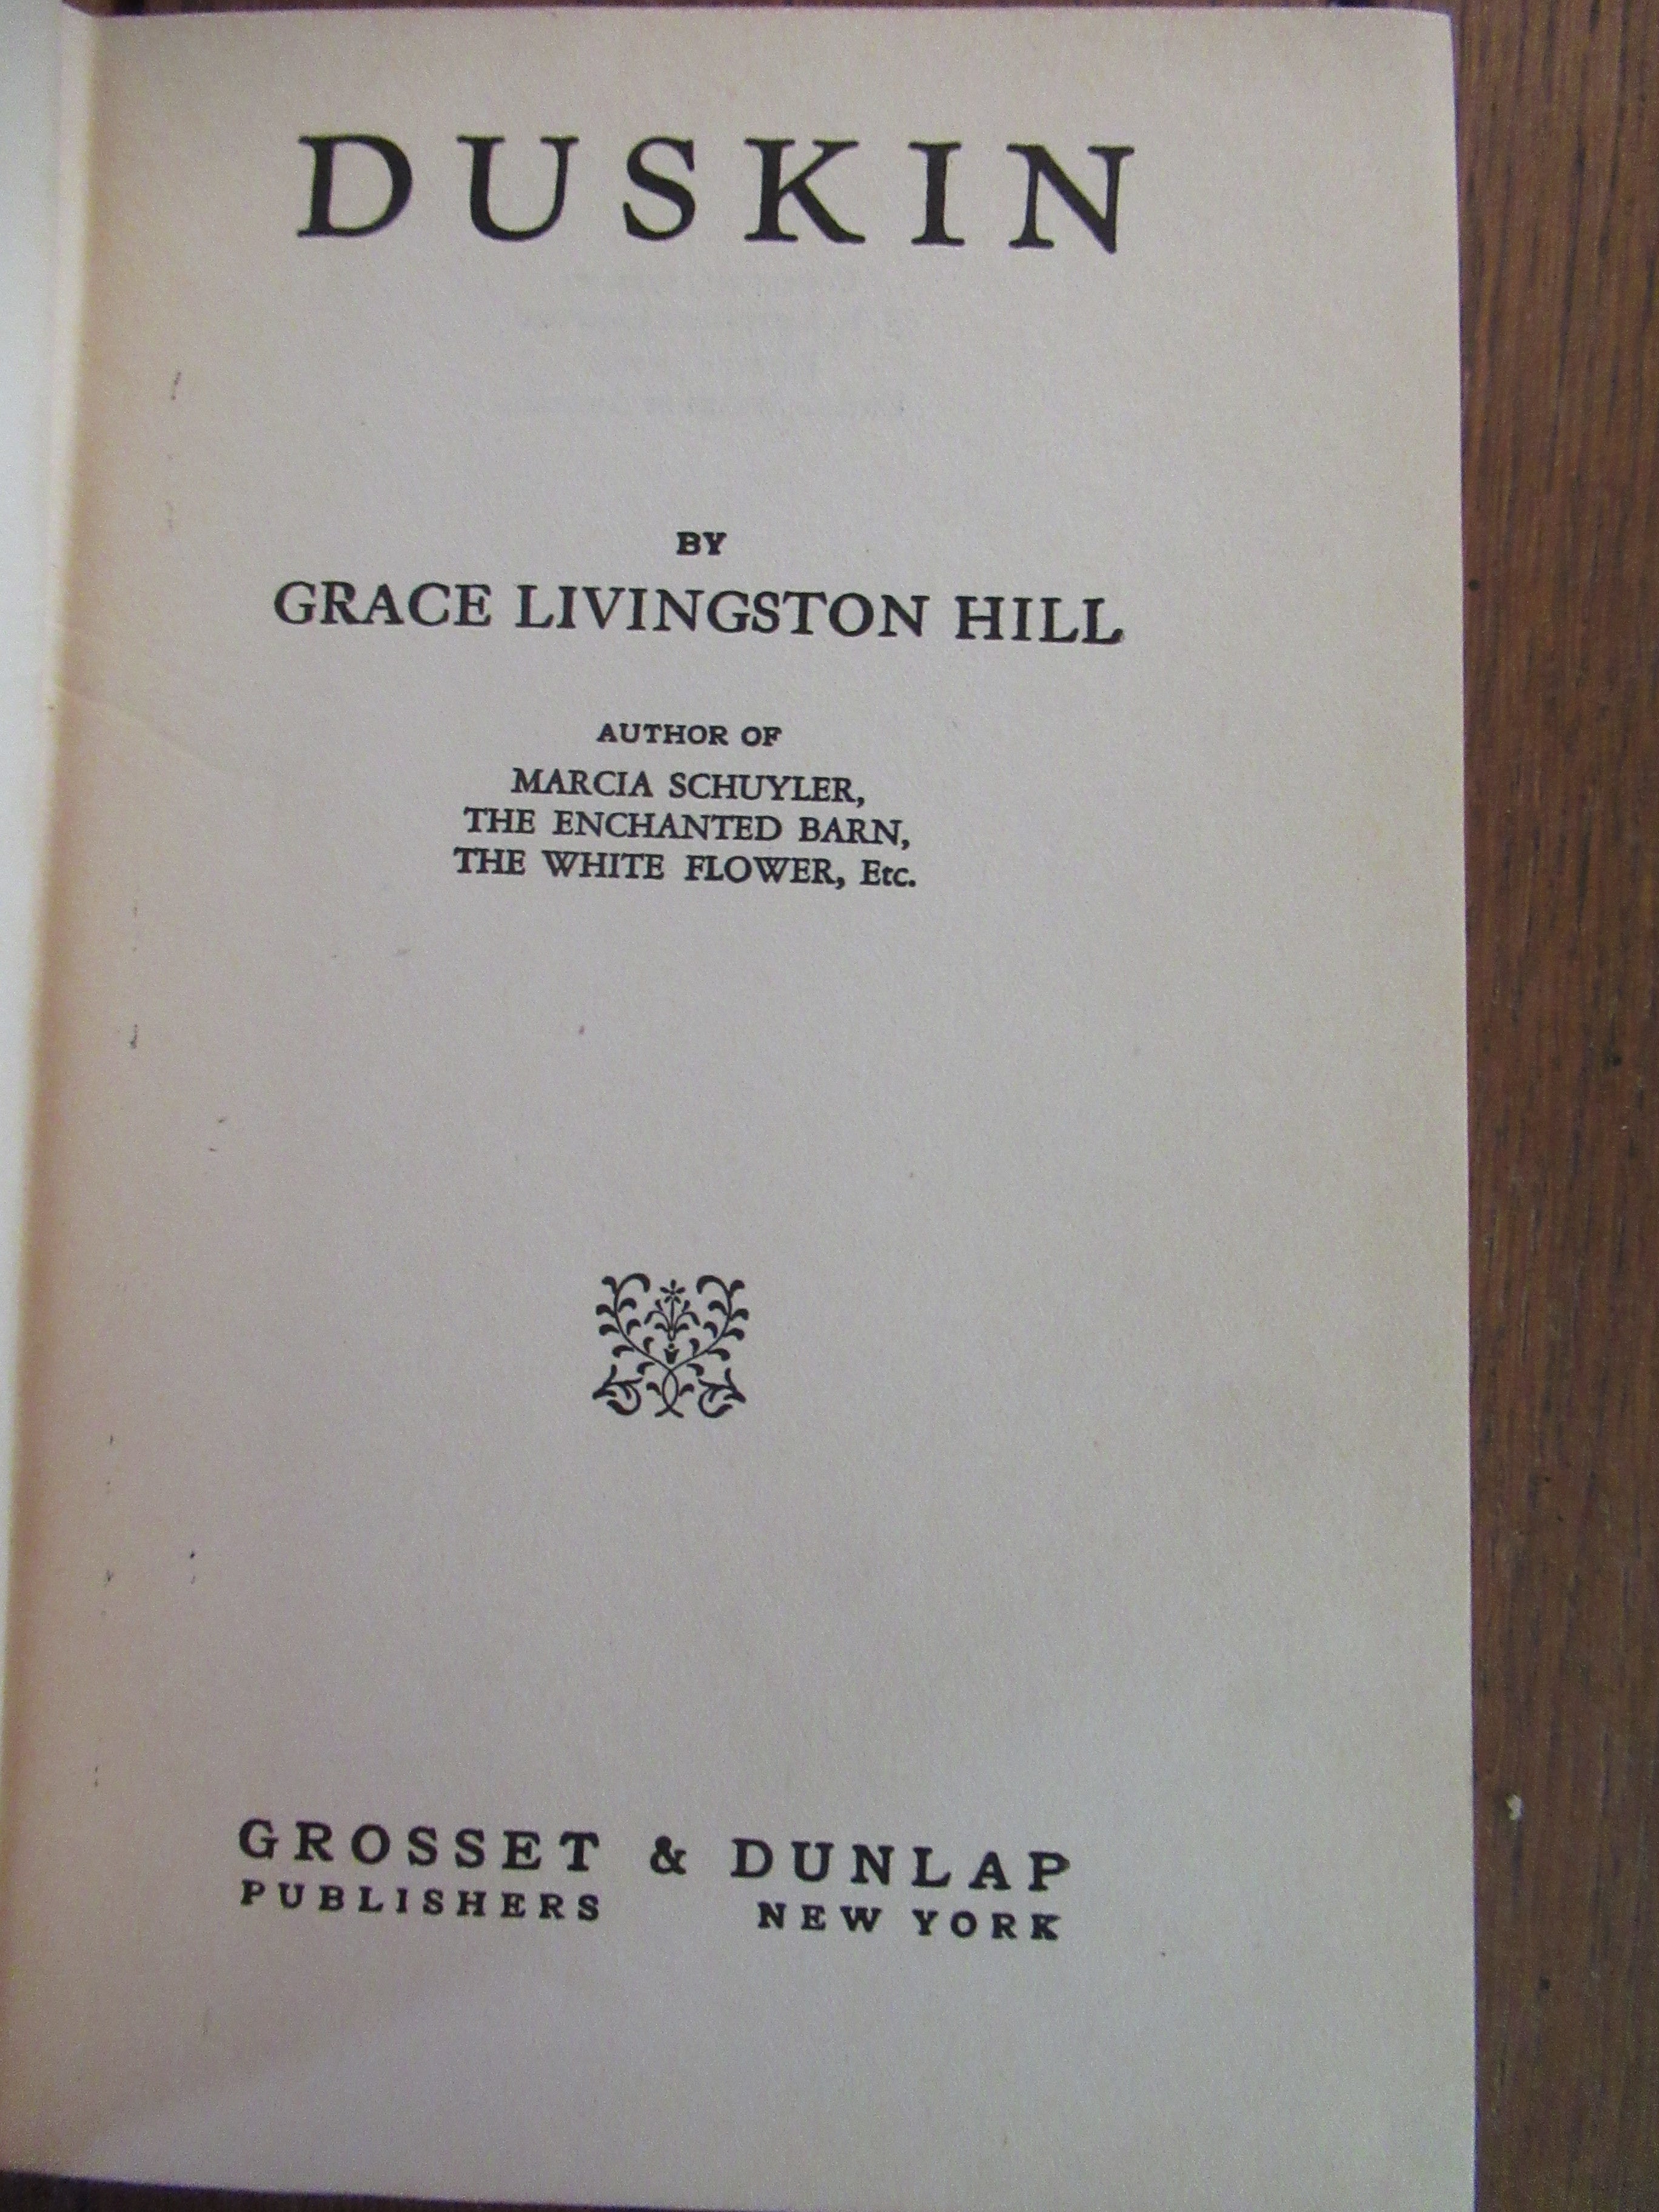 DUSKIN
BY
GRACE LIVINGSTON HILL
AUTHOR OF
MARCIA SCHUYLER,
THE ENCHANTED BARN,
THE WHITE FLOWER, Etc.
GROSSET & DUNLAP
PUBLISHERS NEW YORK